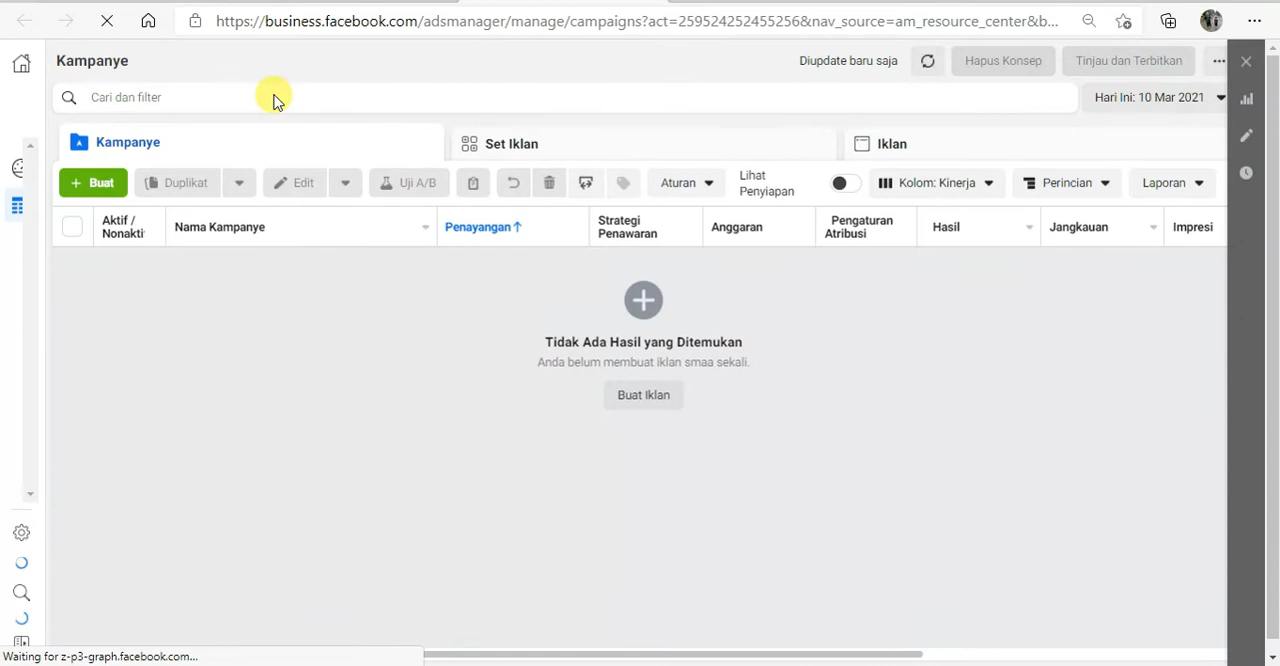 https://business.facebook.com/adsmanager/manage/campaigns?act=259524252455256&nav_source=am_resource_center&b...
Kampanye
Diupdate baru saja
Hapus Konsep
Tinjau dan Terbitkan
Cari dan filter
Hari Ini: 10 Mar 2021
Kampanye
Set Iklan
Iklan
+ Buat
Duplikat
Edit
Uji A/B
Aturan
Lihat
Penyiapan
Kolom: Kinerja
Perincian
Laporan
Aktif /
Nonakti
Nama Kampanye
Penayangan↑
Strategi
Penawaran
Anggaran
Pengaturan
Atribusi
Hasil
Jangkauan
Impresi
Tidak Ada Hasil yang Ditemukan
Anda belum membuat iklan smaa sekali.
Buat Iklan
Waiting for z-p3-graph.facebook.com...